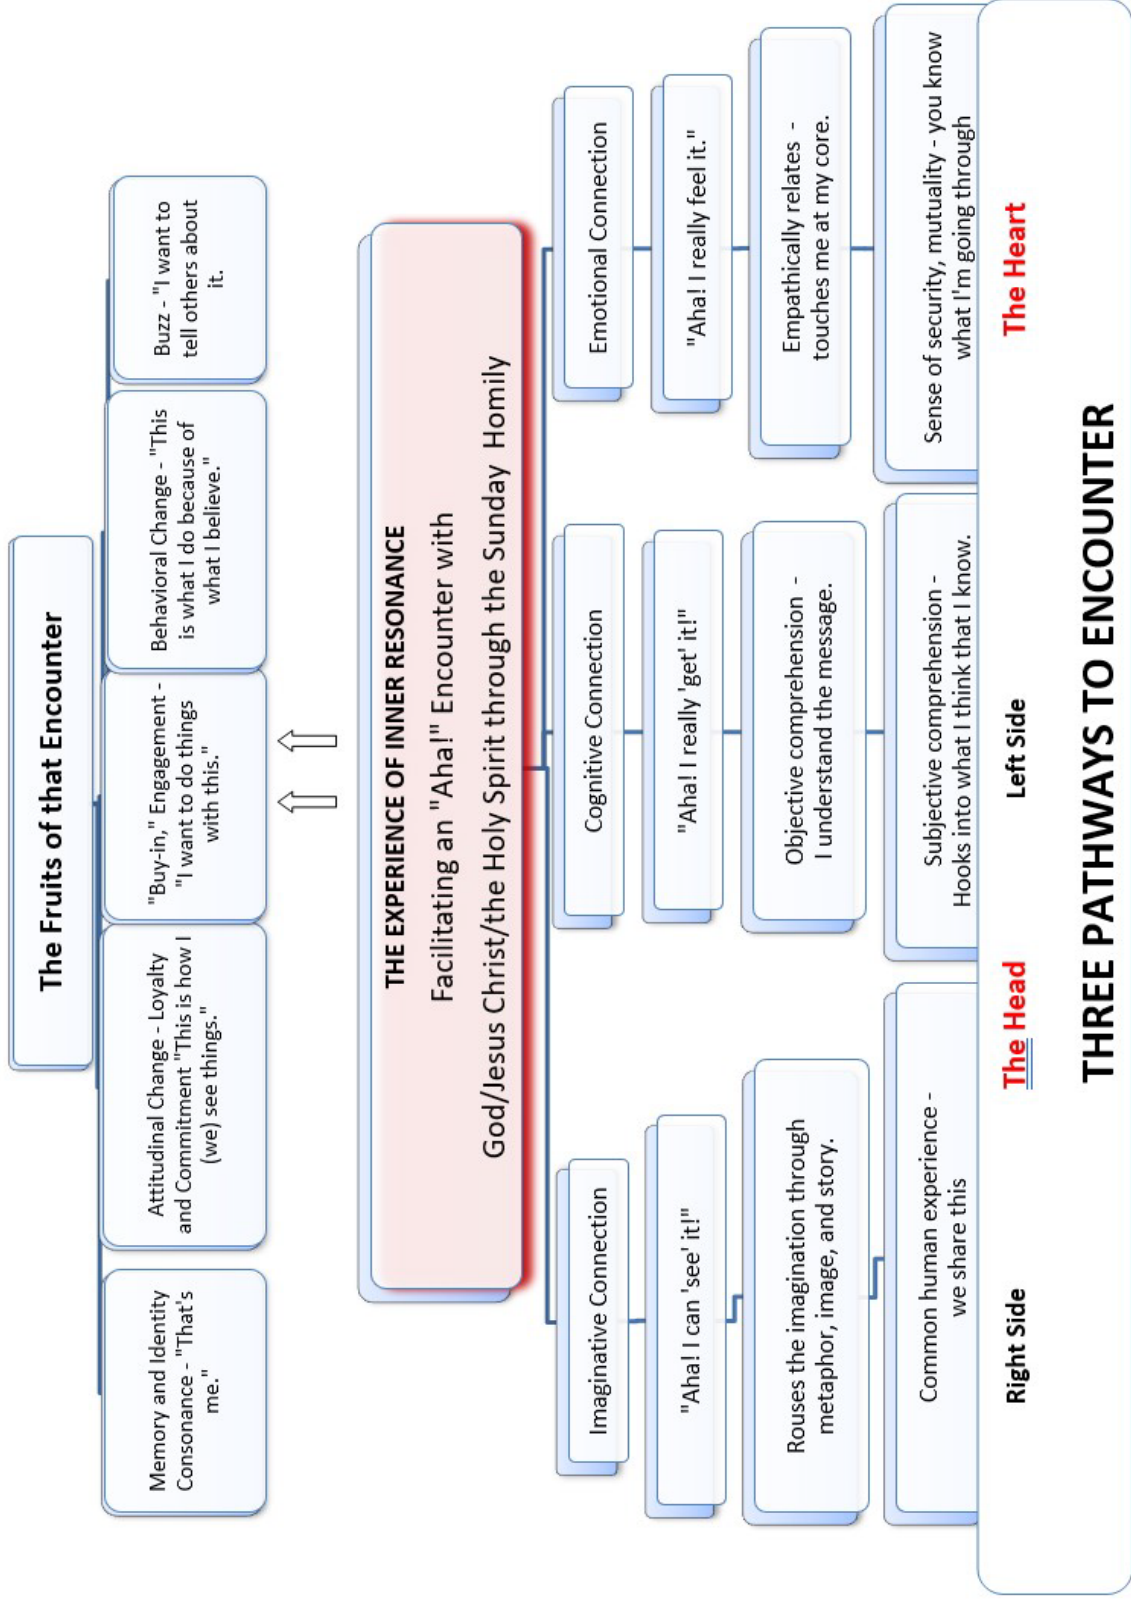 The Fruits of that Encounter
Memory and Identity
Consonance - "That's
me."
Attitudinal Change - Loyalty
and Commitment "This is how I
(we) see things."
"Buy-in," Engagement -
"I want to do things
with this."
Behavioral Change - "This
is what I do because of
what I believe."
Buzz - "I want to
tell others about
it.
THE EXPERIENCE OF INNER RESONANCE
Facilitating an "Aha!" Encounter with
God/Jesus Christ/the Holy Spirit through the Sunday Homily
Imaginative Connection
"Aha! I can 'see' it!"
Rouses the imagination through
metaphor, image, and story.
Common human experience -
we share this
Cognitive Connection
"Aha! I really 'get' it!"
Objective comprehension -
I understand the message.
Subjective comprehension -
Hooks into what I think that I know.
Emotional Connection
"Aha! I really feel it."
Empathically relates -
touches me at my core.
Sense of security, mutuality - you know
what I'm going through
Right Side
The Head
Left Side
The Heart
THREE PATHWAYS TO ENCOUNTER